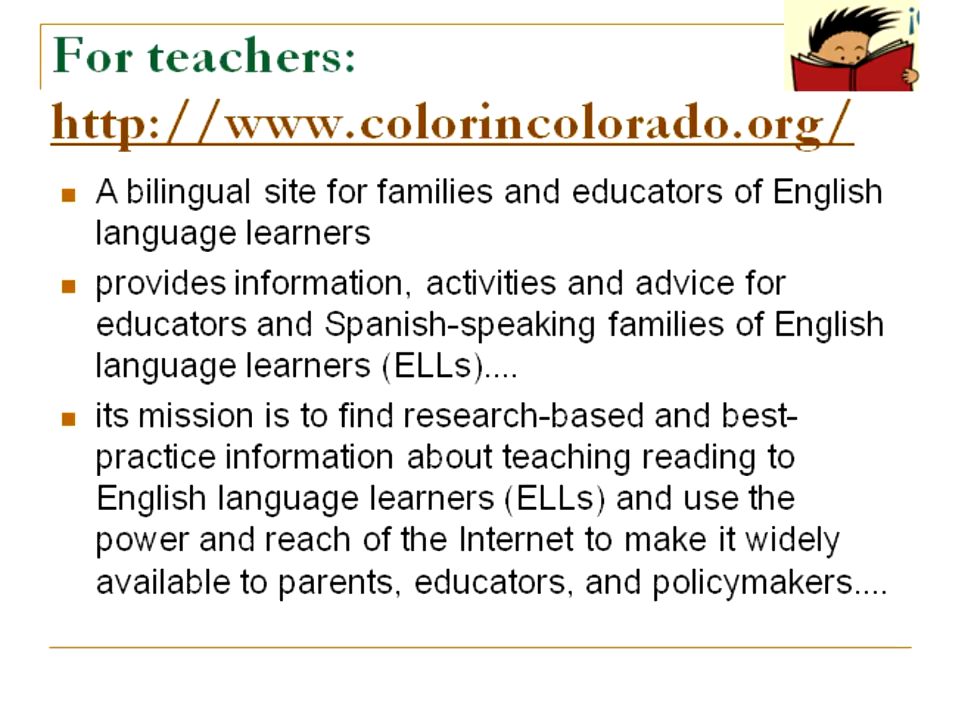 For teachers:
http://www.colorincolorado.org/
A bilingual site for families and educators of English
language learners
provides information, activities and advice for
educators and Spanish-speaking families of English
language learners (ELLs)....
its mission is to find research-based and best-
practice information about teaching reading to
English language learners (ELLs) and use the
power and reach of the Internet to make it widely
available to parents, educators, and policymakers....